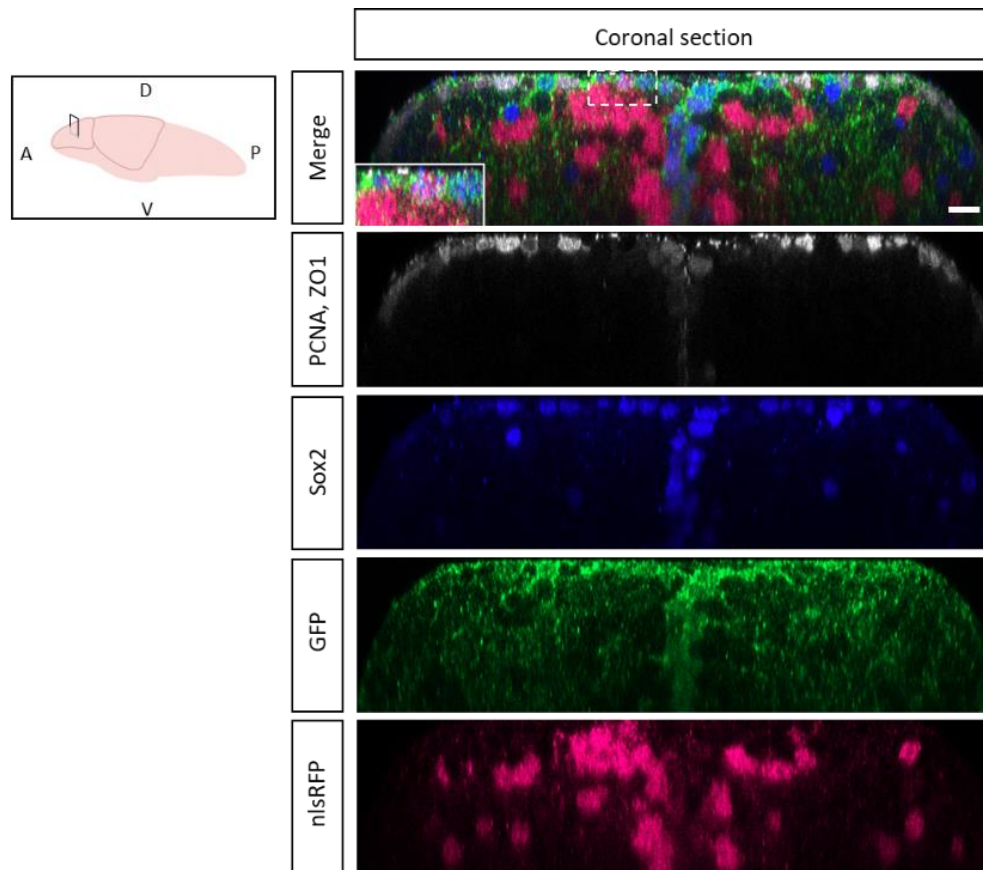 Coronal section
D
A
P
V
Merge
PCNA, ZO1
Sox2
GFP
nlsRFP